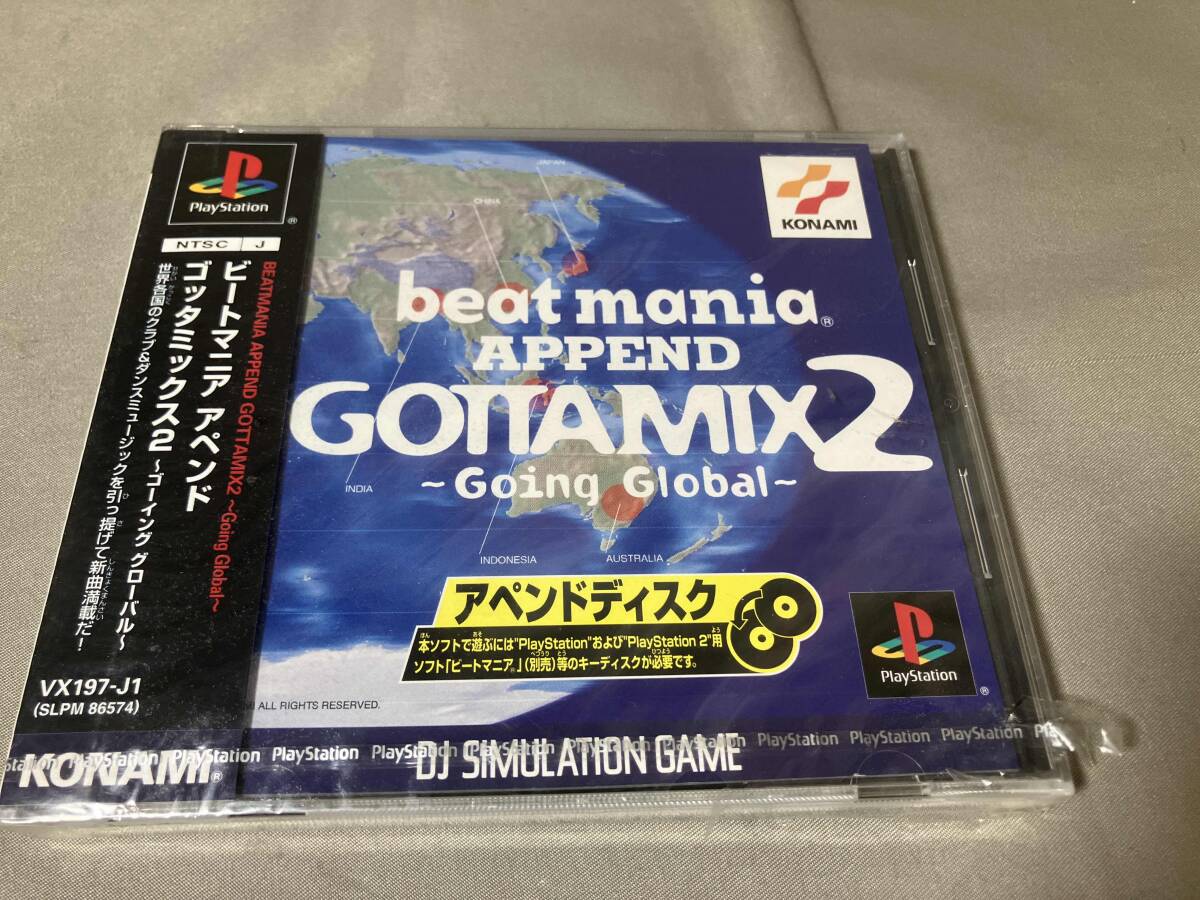 PlayStation
®
NTSC J
BEATMANIA APPEND GOTTAMIX2 ~Going Global~
ビートマニア アペンド
ゴッタミックス2 ~ゴーイング グローバル~
世界各国のクラブ&ダンスミュージックを引っ提げて新曲満載だ!
VX197-J1
(SLPM 86574)
KONAMI®
JAPAN
CHINA
KONAMI
beat mania®
APPEND
GOTTAMIX2
~Going Global~
INDIA
INDONESIA
AUSTRALIA
アペンドディスク
本ソフトで遊ぶには"PlayStation"および"PlayStation 2"用
ソフト「ビートマニア®」(別売)等のキーディスクが必要です。
PlayStation
®
ALL RIGHTS RESERVED.
PlayStation PlayStation PlayStation PlayStation PlayStation PlayStation PlayStation PlayStation PlayStation
DJ SIMULATION GAME